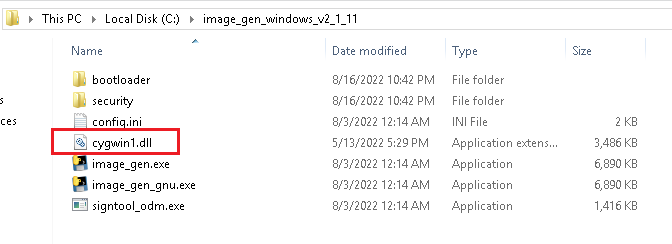 This PC > Local Disk (C:) > image_gen_windows_v2_1_11
Name Date modified Type Size
bootloader 8/16/2022 10:42 PM File folder
security 8/16/2022 10:42 PM File folder
config.ini 8/3/2022 12:14 AM INI File 2 KB
cygwin1.dll 5/13/2022 5:29 PM Application extens... 3,486 KB
image_gen.exe 8/3/2022 12:14 AM Application 6,890 KB
image_gen_gnu.exe 8/3/2022 12:14 AM Application 6,890 KB
ces signtool_odm.exe 8/3/2022 12:14 AM Application 1,416 KB